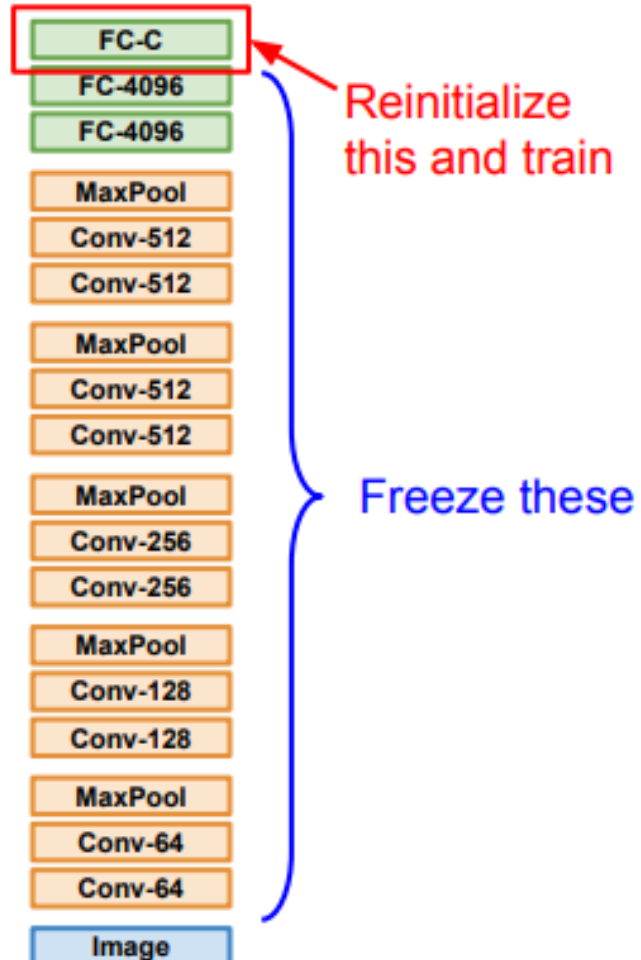 FC-C
FC-4096
FC-4096
Reinitialize
this and train
MaxPool
Conv-512
Conv-512
MaxPool
Conv-512
Conv-512
MaxPool
Conv-256
Conv-256
Freeze these
MaxPool
Conv-128
Conv-128
MaxPool
Conv-64
Conv-64
Image